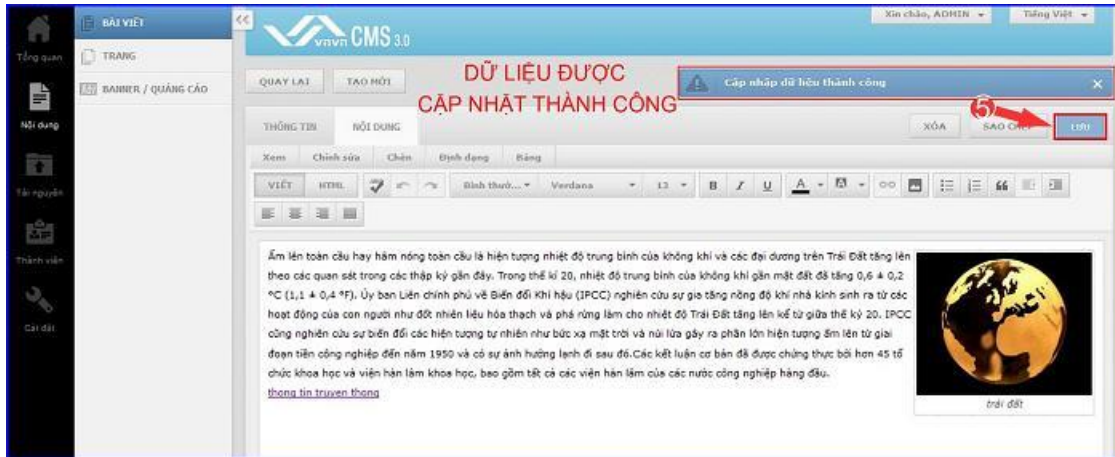 Xin chào, ADMIN
Tiếng Việt
vnvn CMS 3.0
BÀI VIẾT
TRANG
BANNER / QUẢNG CÁO
Tổng quan
Nội dung
Tài nguyên
Thành viên
Cài đặt
QUAY LẠI
TẠO MỚI
DỮ LIỆU ĐƯỢC
CẬP NHẬT THÀNH CÔNG
Cập nhập dữ liệu thành công
5
THÔNG TIN
NỘI DUNG
XÓA
SAO CHÉP
LƯU
Xem Chỉnh sửa Chèn Định dạng Bảng
VIẾT HTML Bình thườ... Verdana 13 B I U A A
Ấm lên toàn cầu hay hâm nóng toàn cầu là hiện tượng nhiệt độ trung bình của không khí và các đại dương trên Trái Đất tăng lên
theo các quan sát trong các thập kỷ gần đây. Trong thế kỉ 20, nhiệt độ trung bình của không khí gần mặt đất đã tăng 0,6 ± 0,2
°C (1,1 ± 0,4 °F). Ủy ban Liên chính phủ về Biến đổi Khí hậu (IPCC) nghiên cứu sự gia tăng nồng độ khí nhà kính sinh ra từ các
hoạt động của con người như đốt nhiên liệu hóa thạch và phá rừng làm cho nhiệt độ Trái Đất tăng lên kể từ giữa thế kỷ 20. IPCC
cũng nghiên cứu sự biến đổi các hiện tượng tự nhiên như bức xạ mặt trời và núi lửa gây ra phần lớn hiện tượng ấm lên từ giai
đoạn tiền công nghiệp đến năm 1950 và có sự ảnh hưởng lạnh đi sau đó.Các kết luận cơ bản đã được chứng thực bởi hơn 45 tổ
chức khoa học và viện hàn lâm khoa học, bao gồm tất cả các viện hàn lâm của các nước công nghiệp hàng đầu.
thong tin truyen thong
trái đất